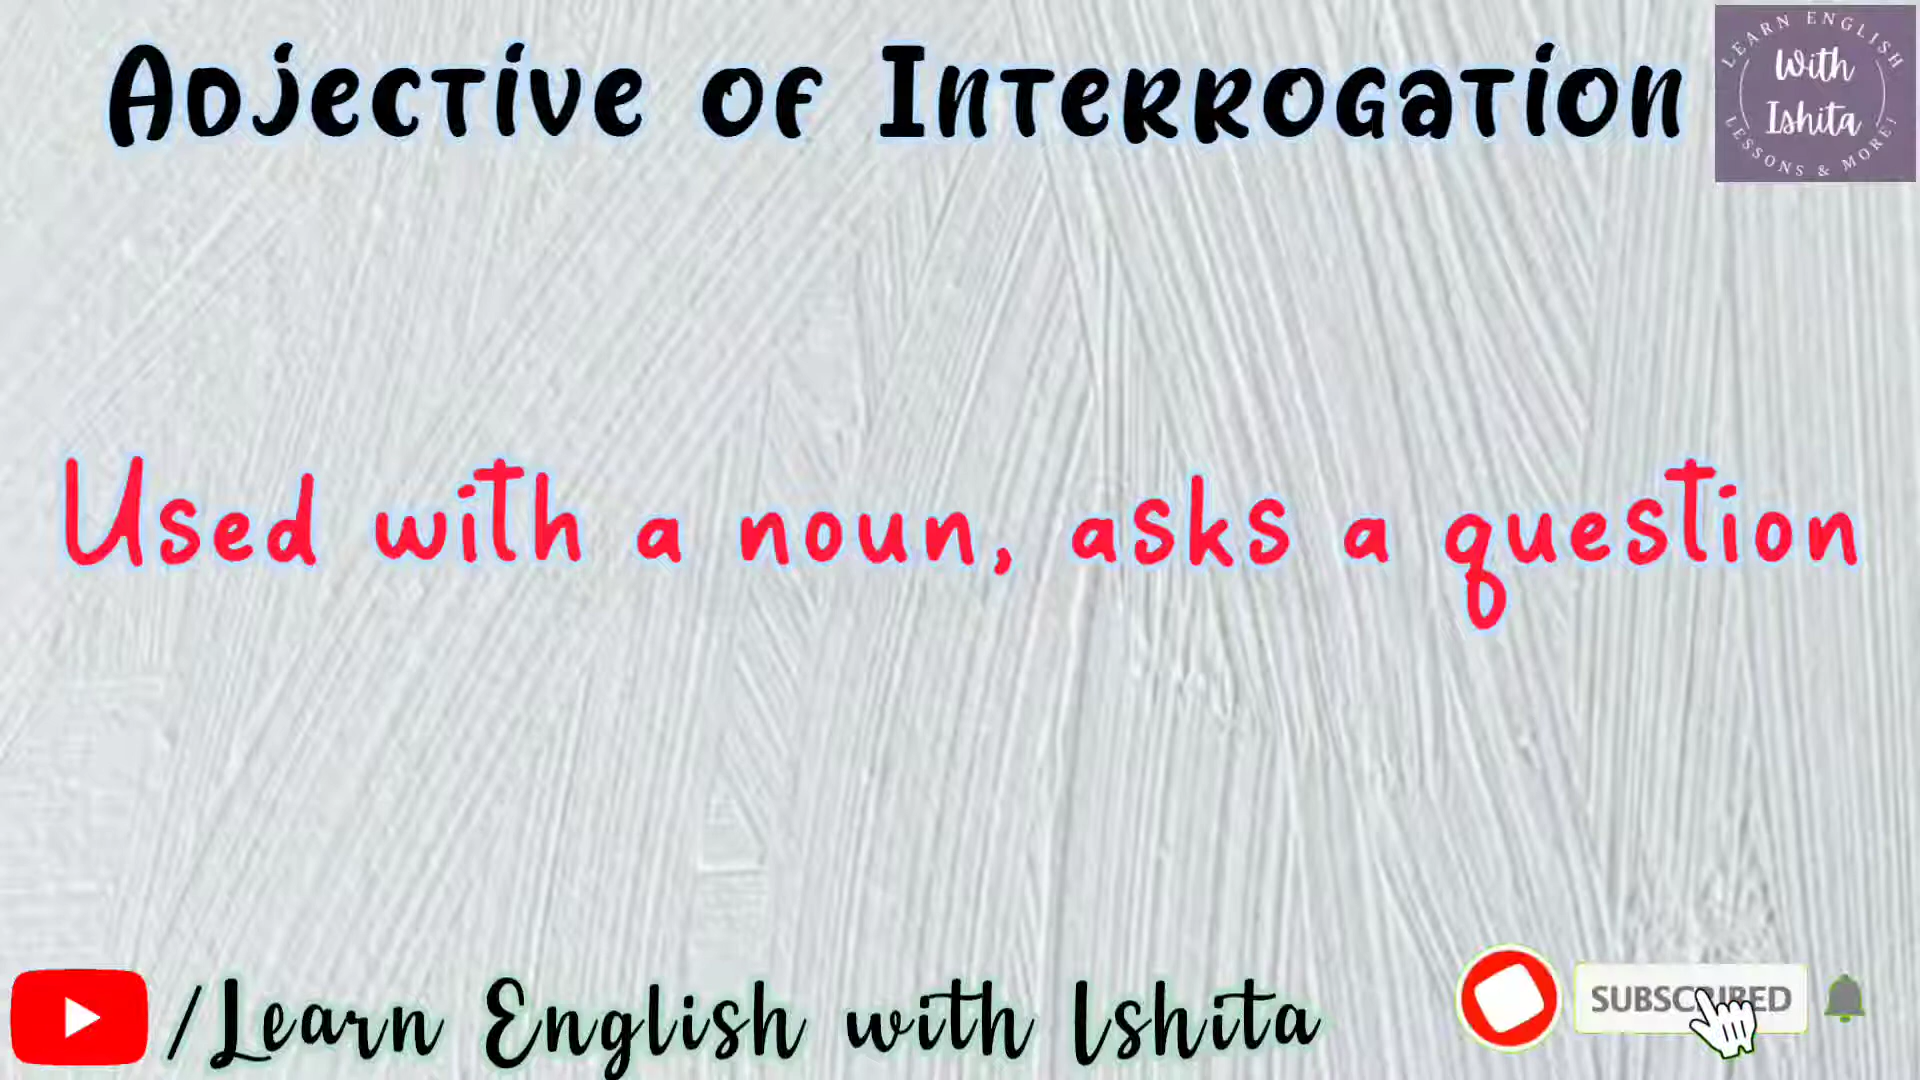 Adjective of Interrogation
LEARN ENGLISH
With
Ishita
LESSONS & MORE!
Used with a noun, asks a question
/Learn English with Ishita
SUBSCRIBED